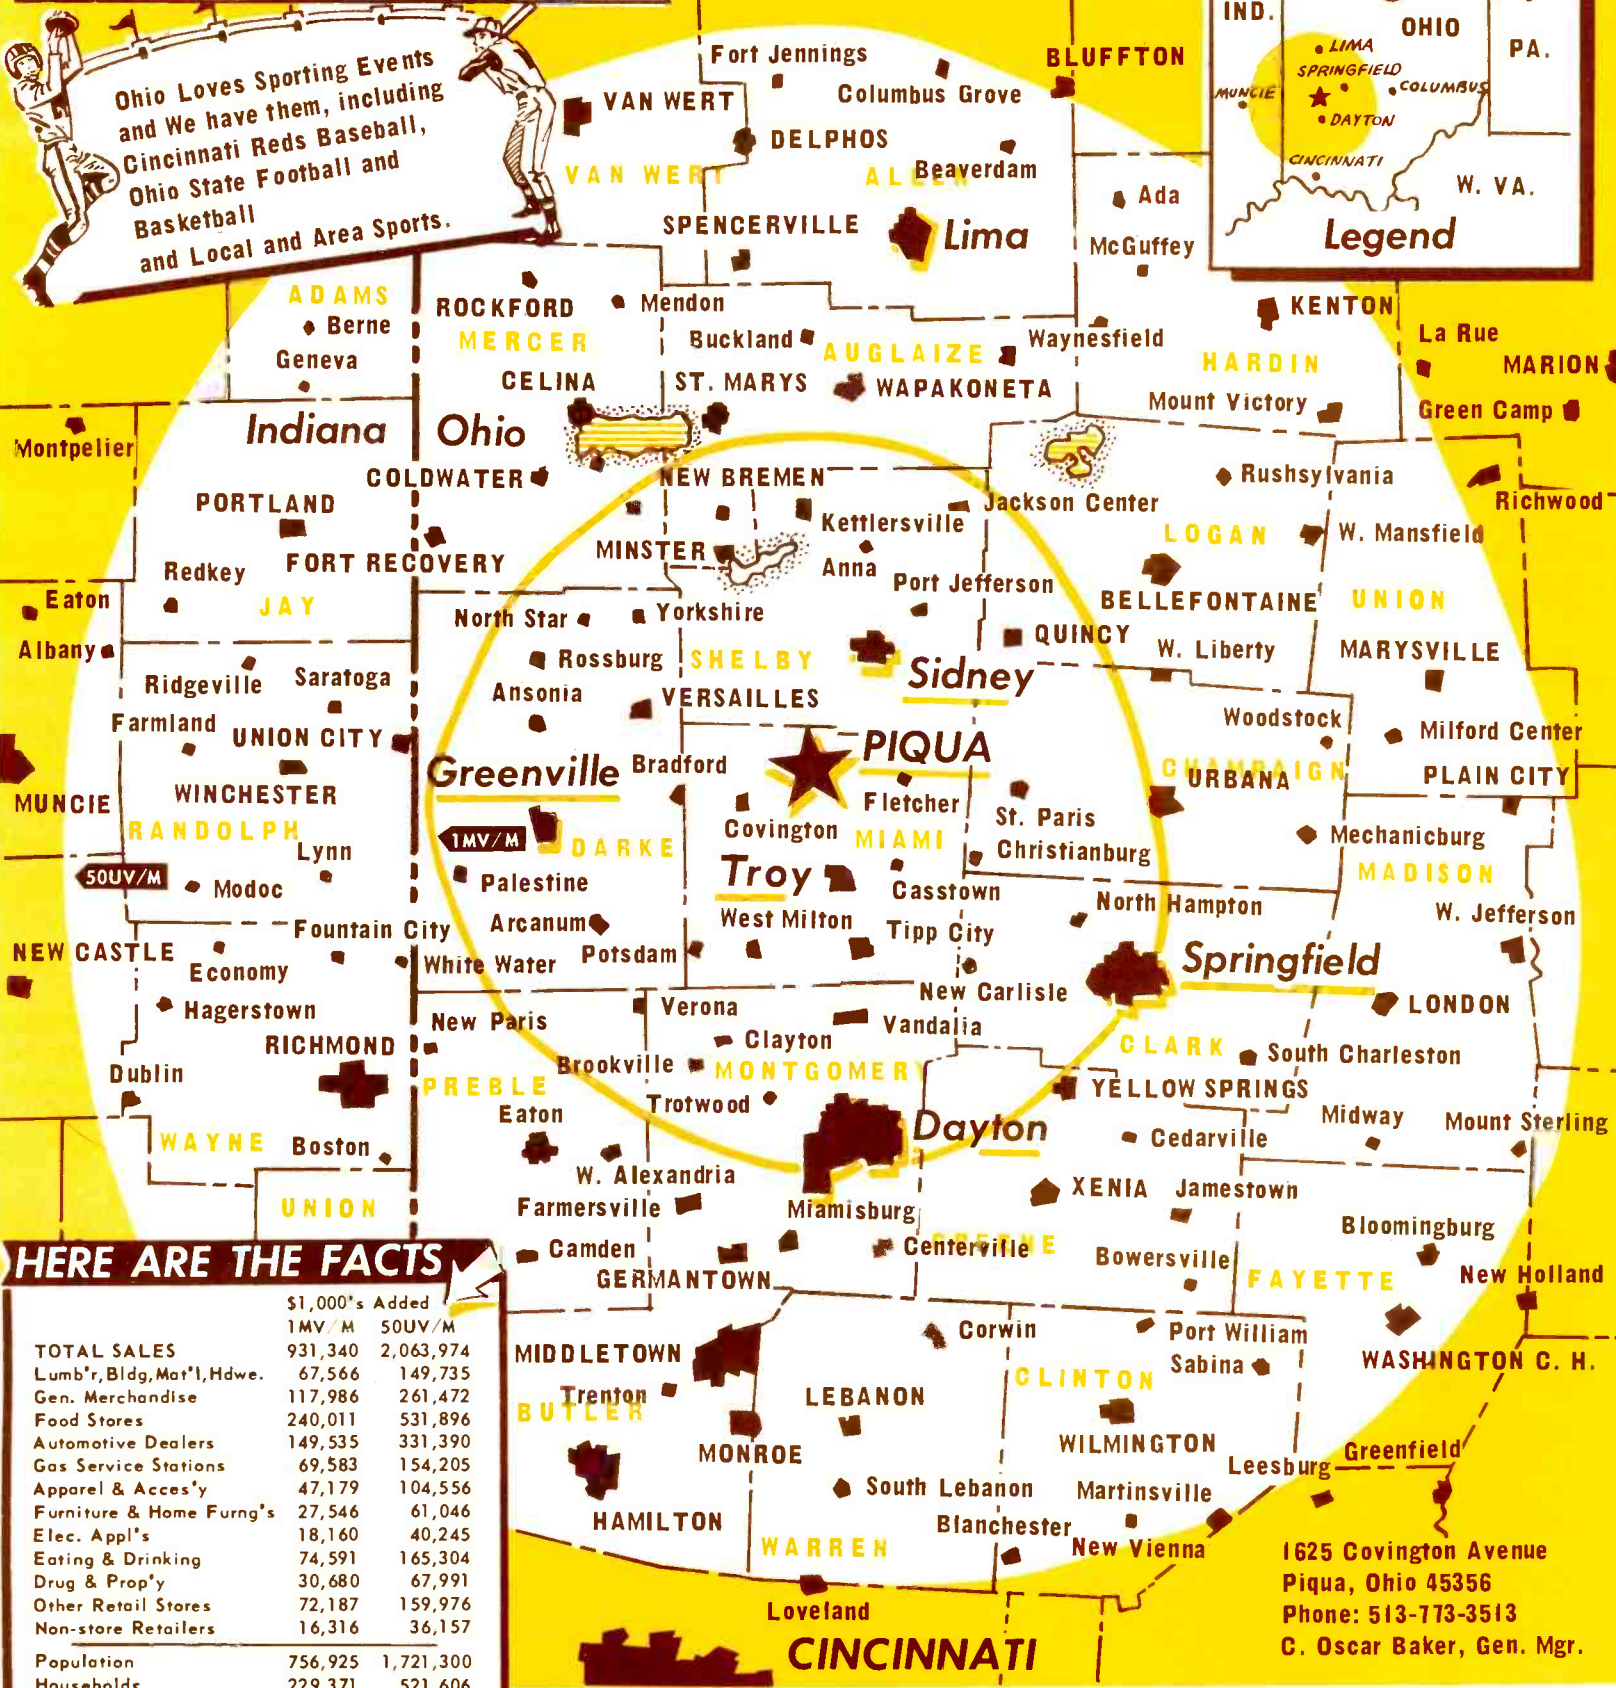 Ohio Loves Sporting Events
and We have them, including
Cincinnati Reds Baseball,
Ohio State Football and
Basketball
and Local and Area Sports.
IND.
OHIO
PA.
LIMA
SPRINGFIELD
MUNCIE
COLUMBUS
DAYTON
CINCINNATI
W. VA.
Legend
Fort Jennings
BLUFFTON
VAN WERT
Columbus Grove
DELPHOS
VAN WERT
ALLEN
Beaverdam
Ada
SPENCERVILLE
Lima
McGuffey
ADAMS
Berne
Geneva
ROCKFORD
Mendon
MERCER
Buckland
AUGLAIZE
Waynesfield
KENTON
HARDIN
La Rue
MARION
CELINA
ST. MARYS
WAPAKONETA
Mount Victory
Green Camp
Montpelier
Indiana
Ohio
COLDWATER
NEW BREMEN
Rushsylvania
Richwood
PORTLAND
Jackson Center
Kettlersville
LOGAN
W. Mansfield
MINSTER
FORT RECOVERY
Anna
Redkey
JAY
Port Jefferson
Eaton
BELLEFONTAINE
UNION
North Star
Yorkshire
QUINCY
Albany
Rossburg
SHELBY
W. Liberty
MARYSVILLE
Ridgeville
Saratoga
Ansonia
Sidney
VERSAILLES
Farmland
UNION CITY
Woodstock
Milford Center
PIQUA
Greenville
Bradford
CHAMPAIGN
URBANA
PLAIN CITY
MUNCIE
WINCHESTER
Fletcher
RANDOLPH
Covington
St. Paris
Mechanicburg
1MV/M
DARKE
MIAMI
Lynn
Christianburg
50UV/M
Modoc
Palestine
Troy
Casstown
MADISON
North Hampton
W. Jefferson
Fountain City
Arcanum
West Milton
Tipp City
NEW CASTLE
Economy
White Water
Potsdam
Springfield
Hagerstown
New Carlisle
LONDON
Verona
New Paris
Vandalia
RICHMOND
Clayton
CLARK
South Charleston
Dublin
Brookville
MONTGOMERY
PREBLE
YELLOW SPRINGS
Trotwood
Eaton
Dayton
Midway
Mount Sterling
WAYNE
Boston
Cedarville
W. Alexandria
XENIA
Jamestown
UNION
Farmersville
Miamisburg
Bloomingburg
Camden
Centerville
GREENE
Bowersville
GERMANTOWN
FAYETTE
New Holland
MIDDLETOWN
Corwin
Port William
Sabina
WASHINGTON C. H.
Trenton
BUTLER
LEBANON
CLINTON
MONROE
WILMINGTON
Greenfield
Leesburg
South Lebanon
Martinsville
HAMILTON
Blanchester
WARREN
New Vienna
Loveland
CINCINNATI
HERE ARE THE FACTS
$1,000's Added
1MV/M 50UV/M
TOTAL SALES 931,340 2,063,974
Lumb'r,Bldg,Mat'l,Hdwe. 67,566 149,735
Gen. Merchandise 117,986 261,472
Food Stores 240,011 531,896
Automotive Dealers 149,535 331,390
Gas Service Stations 69,583 154,205
Apparel & Acces'y 47,179 104,556
Furniture & Home Furng's 27,546 61,046
Elec. Appl's 18,160 40,245
Eating & Drinking 74,591 165,304
Drug & Prop'y 30,680 67,991
Other Retail Stores 72,187 159,976
Non-store Retailers 16,316 36,157
Population 756,925 1,721,300
Households 229,371 521,606
1625 Covington Avenue
Piqua, Ohio 45356
Phone: 513-773-3513
C. Oscar Baker, Gen. Mgr.